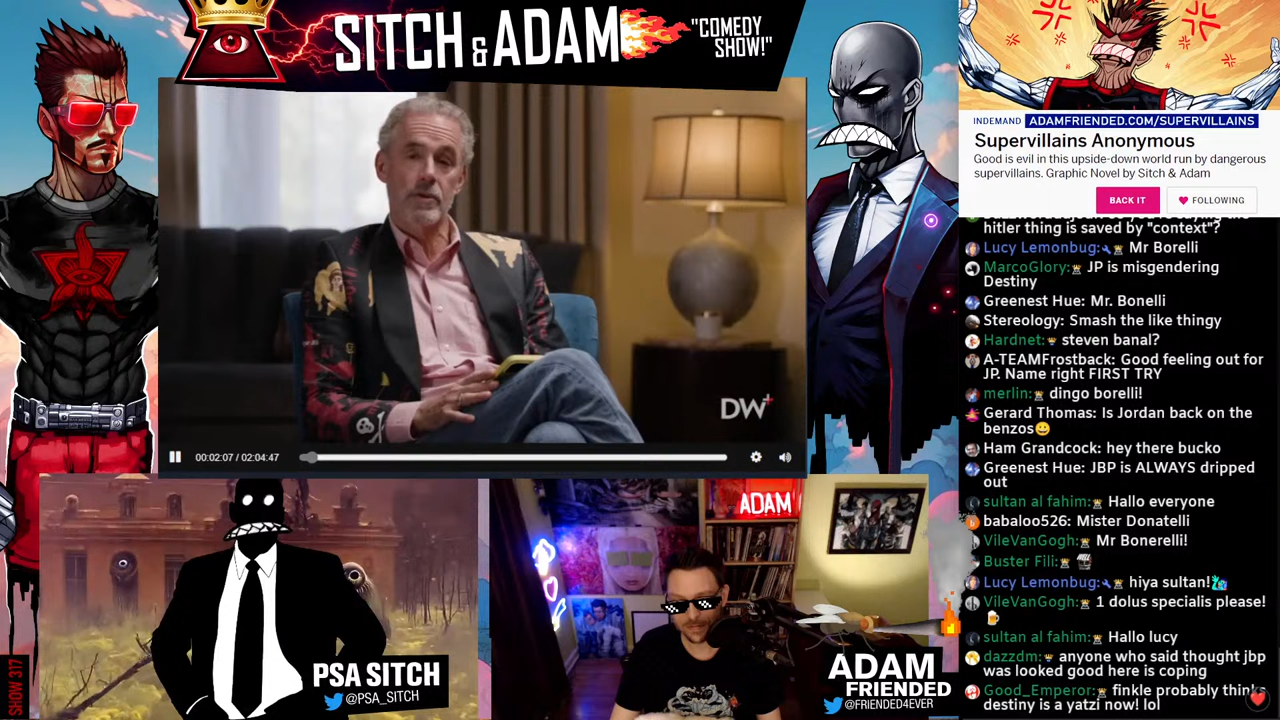 SITCH & ADAM
"COMEDY
SHOW!"
DW+
00:02:07 / 02:04:47
PSA SITCH
@PSA_SITCH
ADAM
ADAM
FRIENDED
@FRIENDED4EVER
SHOW 317
INDEMAND ADAMFRIENDED.COM/SUPERVILLAINS
Supervillains Anonymous
Good is evil in this upside-down world run by dangerous
supervillains. Graphic Novel by Sitch & Adam
BACK IT
FOLLOWING
hitler thing is saved by "context"?
Lucy Lemonbug: Mr Borelli
MarcoGlory: JP is misgendering
Destiny
Greenest Hue: Mr. Bonelli
Stereology: Smash the like thingy
Hardnet: steven banal?
A-TEAMFrostback: Good feeling out for
JP. Name right FIRST TRY
merlin: dingo borelli!
Gerard Thomas: Is Jordan back on the
benzos😀
Ham Grandcock: hey there bucko
Greenest Hue: JBP is ALWAYS dripped
out
sultan al fahim: Hallo everyone
babaloo526: Mister Donatelli
VileVanGogh: Mr Bonerelli!
Buster Fili:
Lucy Lemonbug: hiya sultan!
VileVanGogh: 1 dolus specialis please!
🍺
sultan al fahim: Hallo lucy
dazzdm: anyone who said thought jbp
was looked good here is coping
Good_Emperor: finkle probably thinks
destiny is a yatzi now! lol